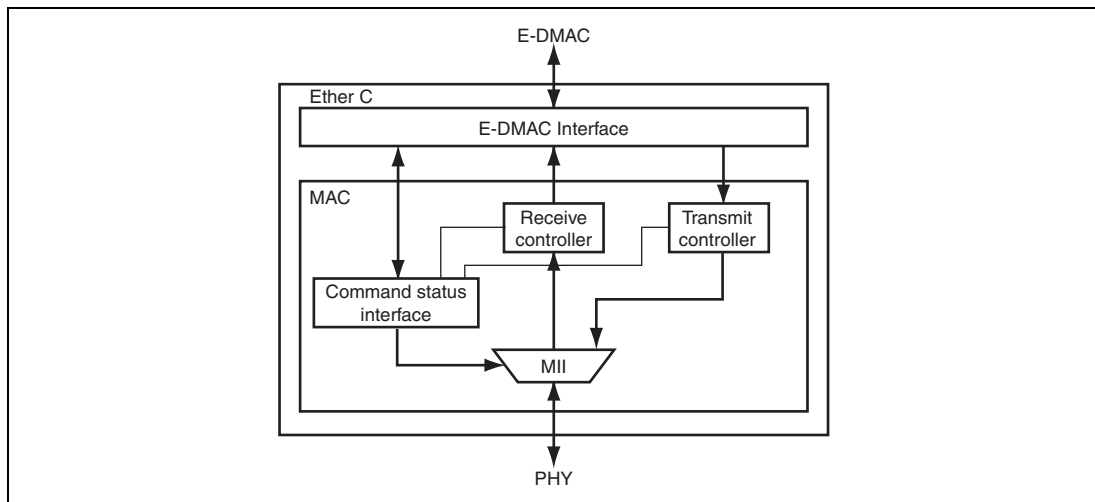 E-DMAC
Ether C
E-DMAC Interface
MAC
Receive
controller
Transmit
controller
Command status
interface
MII
PHY